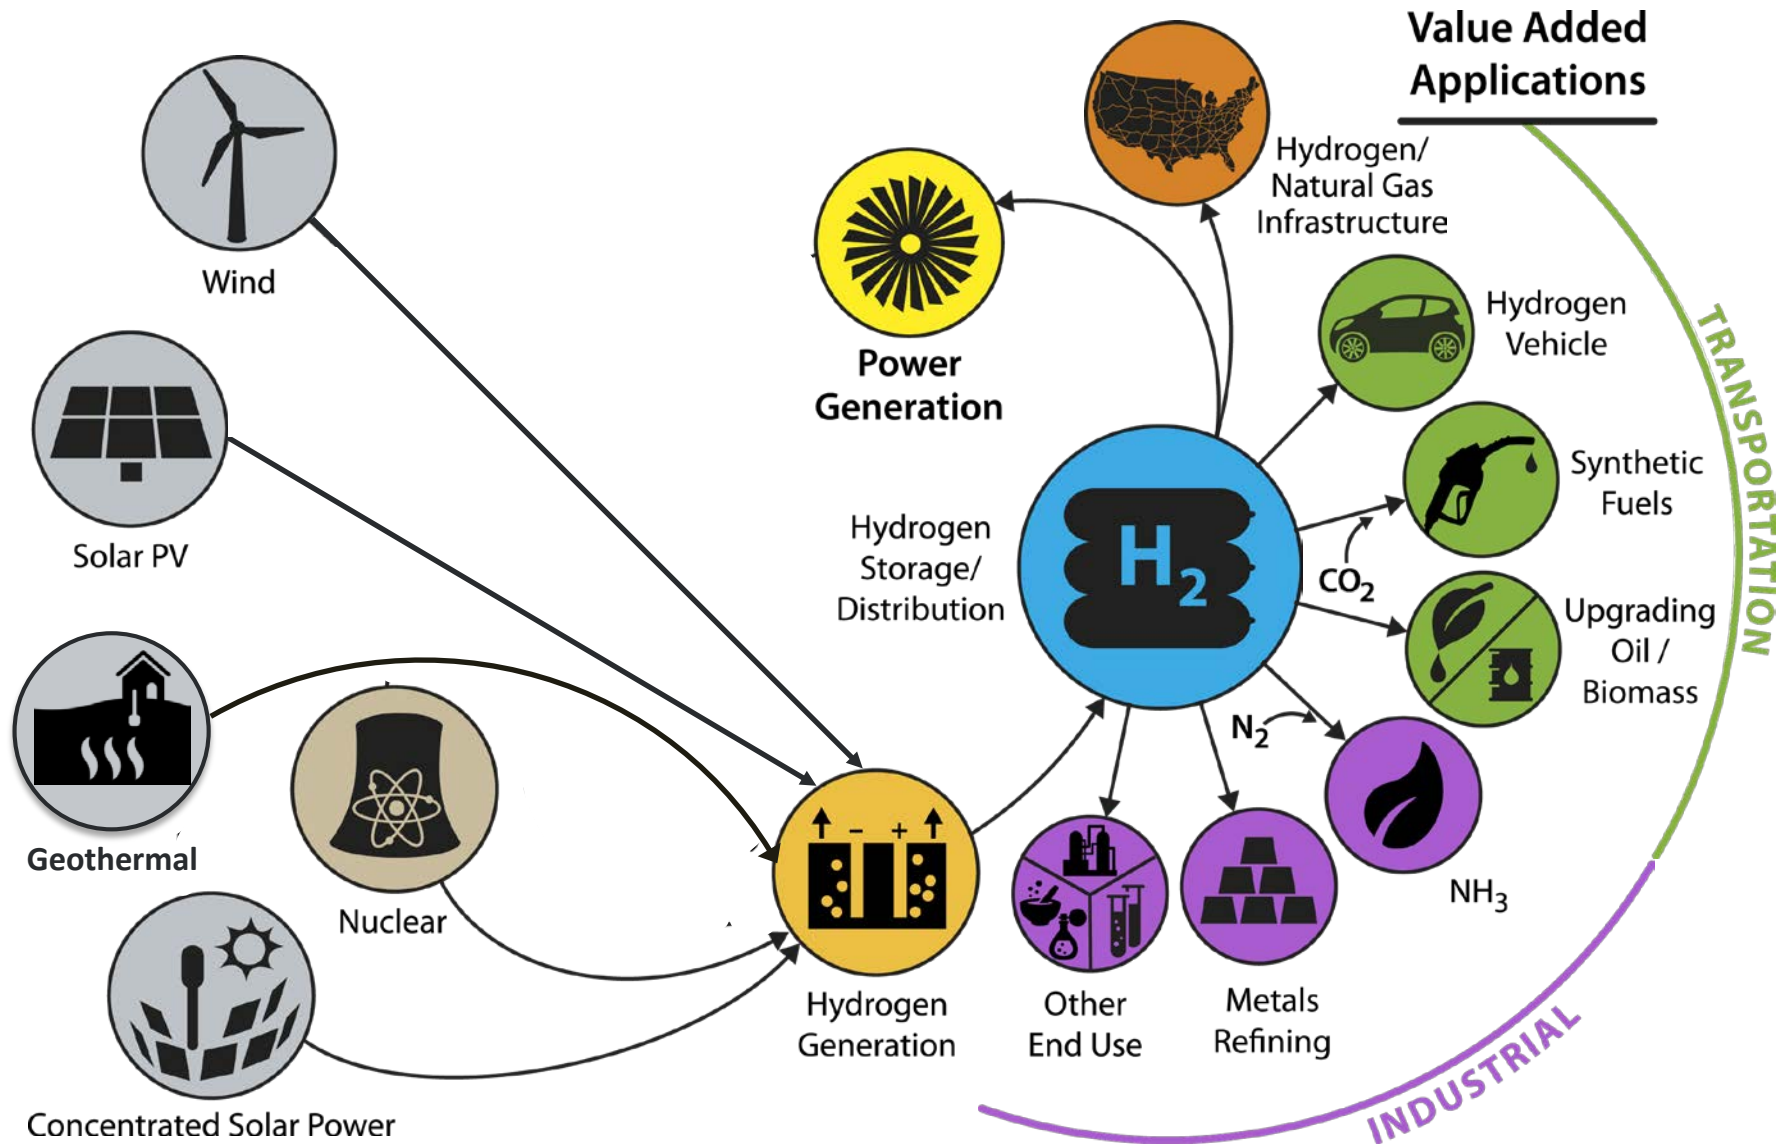 Value Added
Applications
Wind
Solar PV
Geothermal
Nuclear
Concentrated Solar Power
Power
Generation
Hydrogen/
Natural Gas
Infrastructure
Hydrogen
Vehicle
Synthetic
Fuels
Upgrading
Oil /
Biomass
Hydrogen
Storage/
Distribution
H2
CO2
N2
NH3
- +
Hydrogen
Generation
Other
End Use
Metals
Refining
TRANSPORTATION
INDUSTRIAL